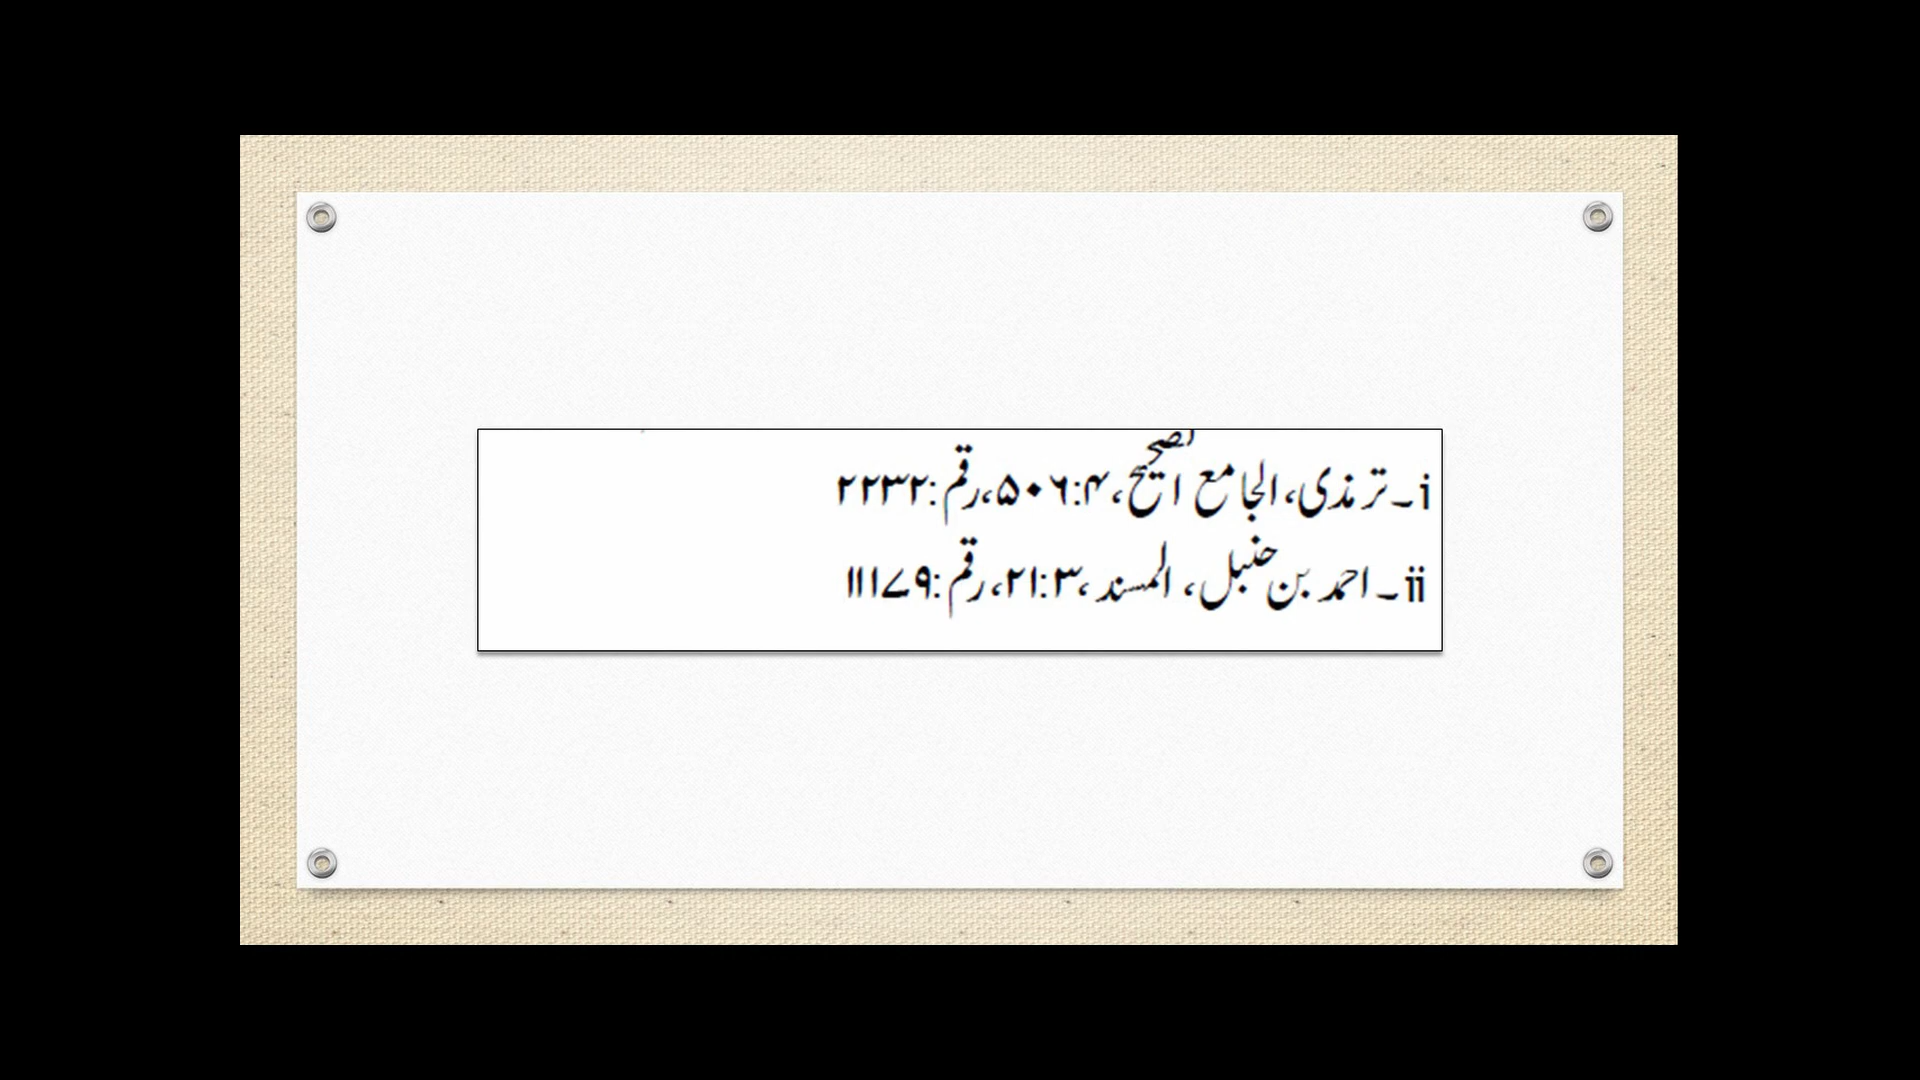 i۔ ترمذی، الجامع الصحیح، ۴:۵۰۶، رقم:۲۲۳۲
ii۔ احمد بن حنبل، المسند، ۳:۲۱، رقم:۱۱۱۷۹